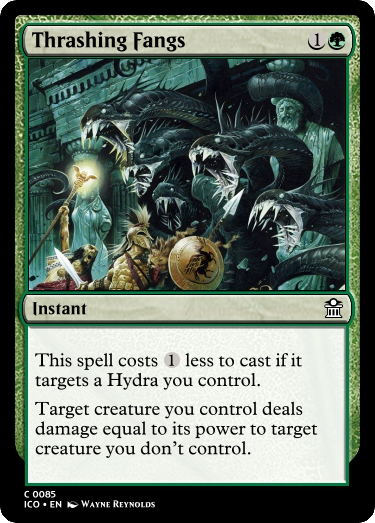 Thrashing Fangs 1
Instant
This spell costs 1 less to cast if it
targets a Hydra you control.
Target creature you control deals
damage equal to its power to target
creature you don't control.
C 0085
ICO • EN Wayne Reynolds